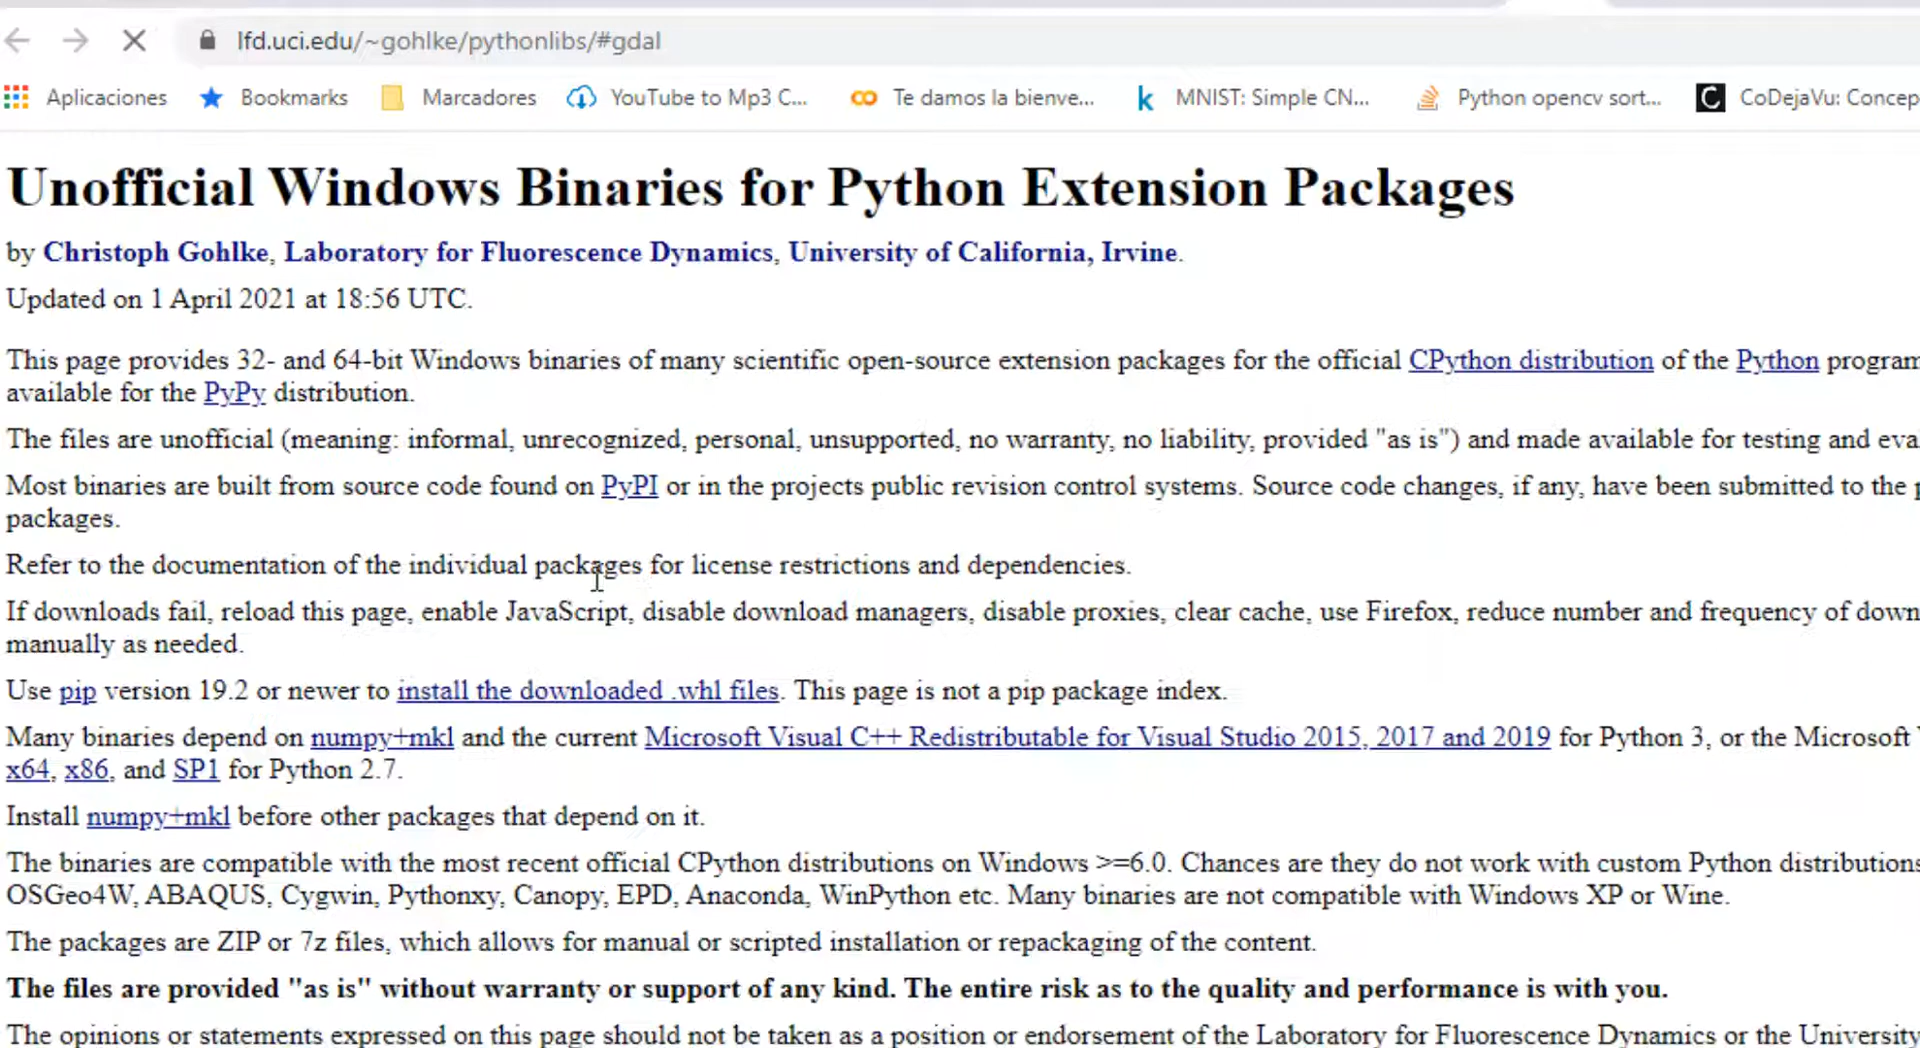 lfd.uci.edu/~gohlke/pythonlibs/#gdal
Aplicaciones Bookmarks Marcadores YouTube to Mp3 C... Te damos la bienve... MNIST: Simple CN... Python opencv sort... CoDejaVu: Concep
Unofficial Windows Binaries for Python Extension Packages
by Christoph Gohlke, Laboratory for Fluorescence Dynamics, University of California, Irvine.
Updated on 1 April 2021 at 18:56 UTC.
This page provides 32- and 64-bit Windows binaries of many scientific open-source extension packages for the official CPython distribution of the Python program
available for the PyPy distribution.
The files are unofficial (meaning: informal, unrecognized, personal, unsupported, no warranty, no liability, provided "as is") and made available for testing and eva
Most binaries are built from source code found on PyPI or in the projects public revision control systems. Source code changes, if any, have been submitted to the p
packages.
Refer to the documentation of the individual packages for license restrictions and dependencies.
If downloads fail, reload this page, enable JavaScript, disable download managers, disable proxies, clear cache, use Firefox, reduce number and frequency of down
manually as needed.
Use pip version 19.2 or newer to install the downloaded .whl files. This page is not a pip package index.
Many binaries depend on numpy+mkl and the current Microsoft Visual C++ Redistributable for Visual Studio 2015, 2017 and 2019 for Python 3, or the Microsoft V
x64, x86, and SP1 for Python 2.7.
Install numpy+mkl before other packages that depend on it.
The binaries are compatible with the most recent official CPython distributions on Windows >=6.0. Chances are they do not work with custom Python distributions
OSGeo4W, ABAQUS, Cygwin, Pythonxy, Canopy, EPD, Anaconda, WinPython etc. Many binaries are not compatible with Windows XP or Wine.
The packages are ZIP or 7z files, which allows for manual or scripted installation or repackaging of the content.
The files are provided "as is" without warranty or support of any kind. The entire risk as to the quality and performance is with you.
The opinions or statements expressed on this page should not be taken as a position or endorsement of the Laboratory for Fluorescence Dynamics or the University